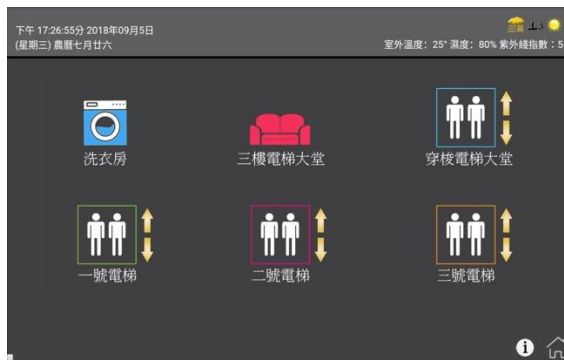 下午 17:26:55分 2018年09月5日
(星期三) 農曆七月廿六
室外溫度：25° 濕度：80% 紫外綫指數：5
洗衣房
三樓電梯大堂
穿梭電梯大堂
一號電梯
二號電梯
三號電梯